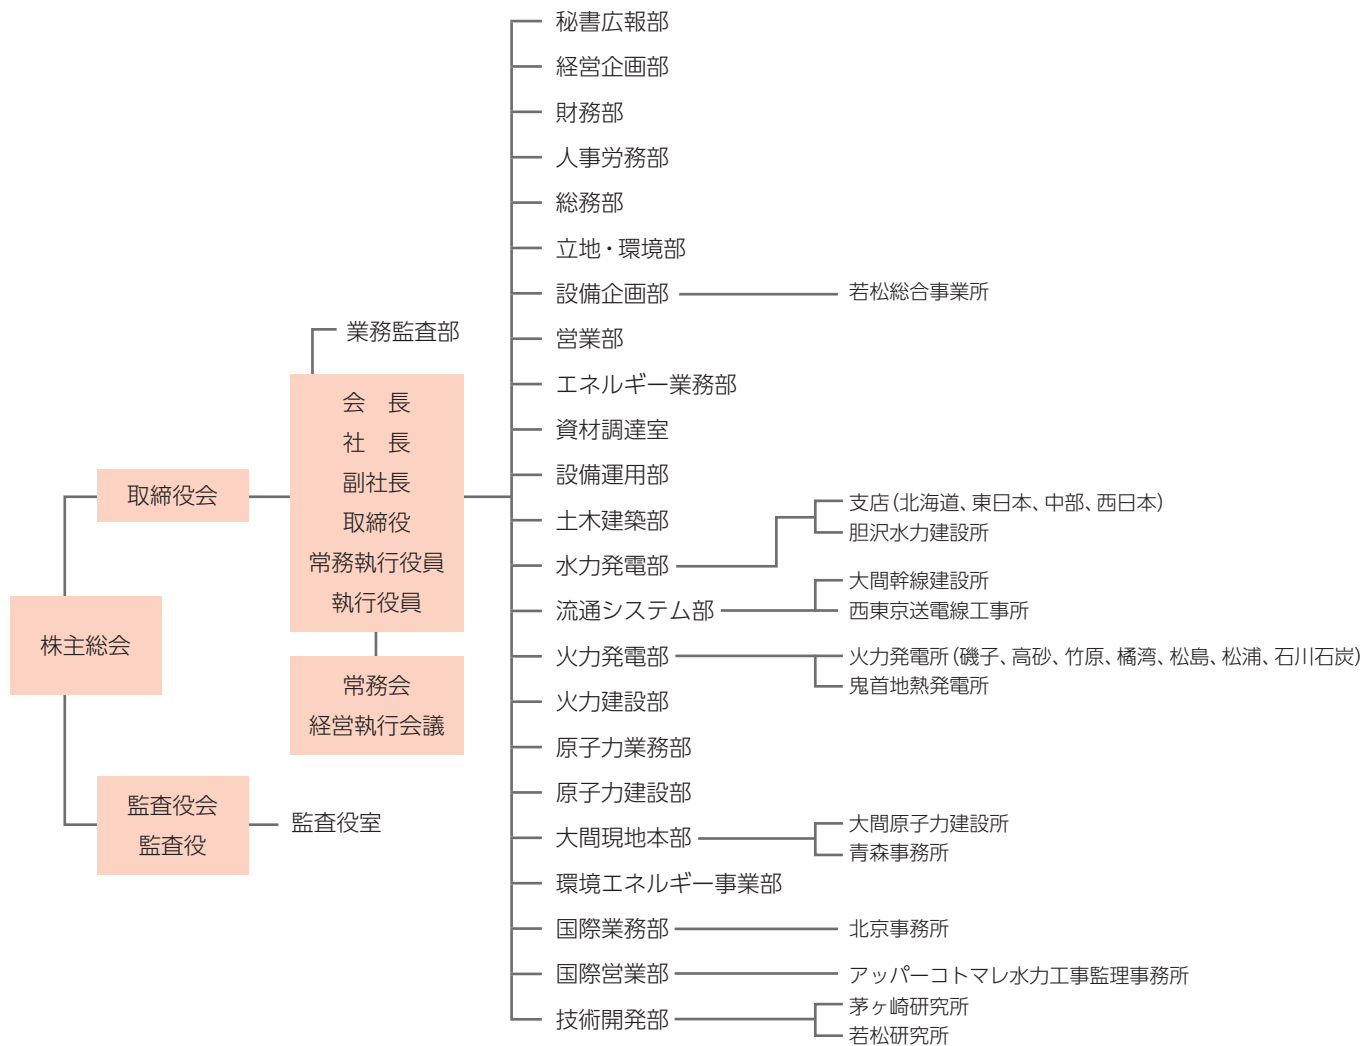 株主総会
取締役会
監査役会
監査役
監査役室
業務監査部
会　長
社　長
副社長
取締役
常務執行役員
執行役員
常務会
経営執行会議
秘書広報部
経営企画部
財務部
人事労務部
総務部
立地・環境部
設備企画部
若松総合事業所
営業部
エネルギー業務部
資材調達室
設備運用部
土木建築部
水力発電部
支店(北海道、東日本、中部、西日本)
胆沢水力建設所
流通システム部
大間幹線建設所
西東京送電線工事所
火力発電部
火力発電所(磯子、高砂、竹原、橘湾、松島、松浦、石川石炭)
鬼首地熱発電所
火力建設部
原子力業務部
原子力建設部
大間現地本部
大間原子力建設所
青森事務所
環境エネルギー事業部
国際業務部
北京事務所
国際営業部
アッパーコトマレ水力工事監理事務所
技術開発部
茅ヶ崎研究所
若松研究所